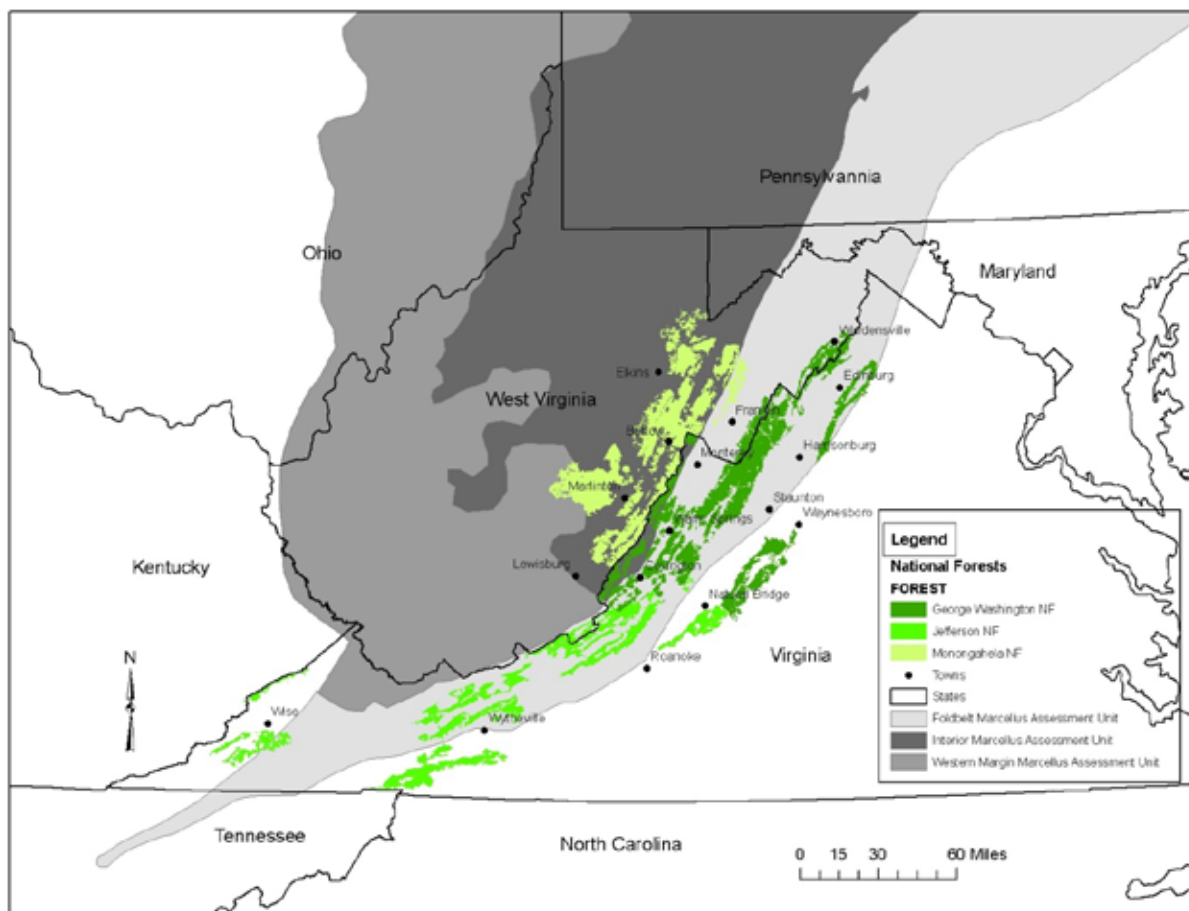 Pennsylvannia
Ohio
Maryland
Elkins
Edinburg
West Virginia
Franklin
Harrisonburg
Marlinton
Staunton
Waynesboro
Kentucky
Lewisburg
Covington
Natural Bridge
Virginia
Roanoke
N
Wise
Wytheville
Tennessee
North Carolina
Legend
National Forests
FOREST
George Washington NF
Jefferson NF
Monongahela NF
Towns
States
Foldbelt Marcellus Assessment Unit
Interior Marcellus Assessment Unit
Western Margin Marcellus Assessment Unit
0 15 30 60 Miles